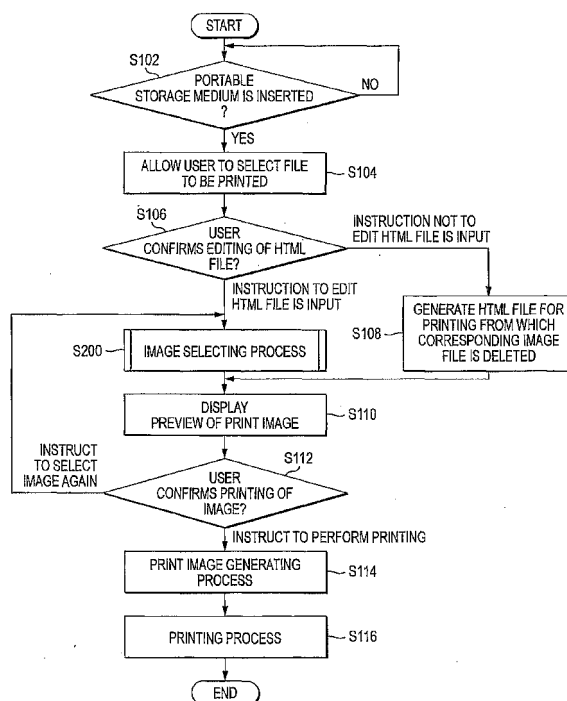 START
S102
PORTABLE
STORAGE MEDIUM IS INSERTED
?
NO
YES
ALLOW USER TO SELECT FILE
TO BE PRINTED
S104
S106
USER
CONFIRMS EDITING OF HTML
FILE?
INSTRUCTION NOT TO
EDIT HTML FILE IS INPUT
INSTRUCTION TO EDIT
HTML FILE IS INPUT
S108
GENERATE HTML FILE FOR
PRINTING FROM WHICH
CORRESPONDING IMAGE
FILE IS DELETED
S200
IMAGE SELECTING PROCESS
DISPLAY
PREVIEW OF PRINT IMAGE
S110
INSTRUCT
TO SELECT
IMAGE AGAIN
S112
USER
CONFIRMS PRINTING OF
IMAGE?
INSTRUCT TO PERFORM PRINTING
PRINT IMAGE GENERATING
PROCESS
S114
PRINTING PROCESS
S116
END